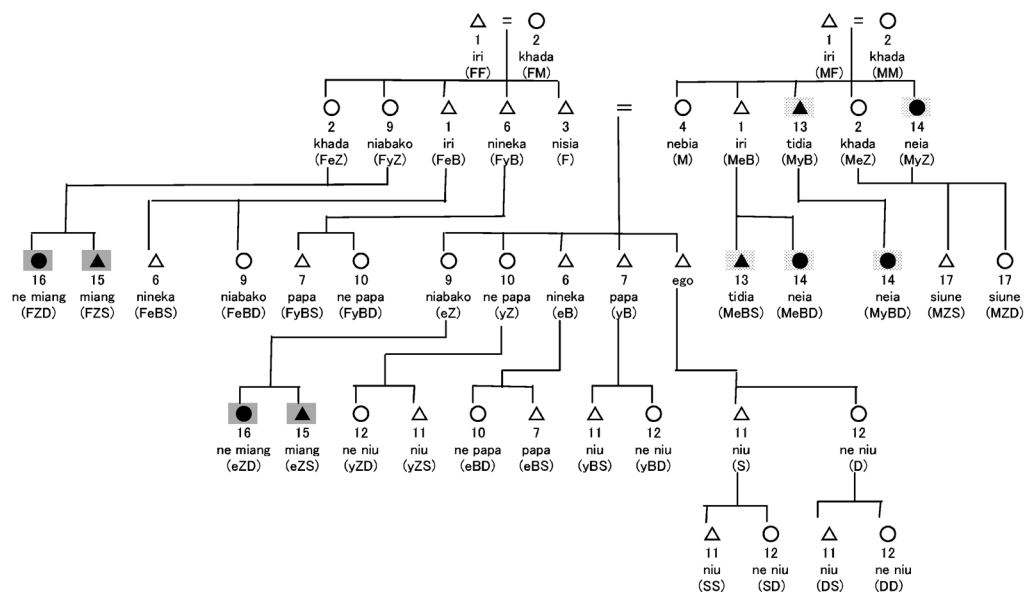 1 2 1 2
iri khada iri khada
(FF) (FM) (MF) (MM)
2 9 1 6 3 4 1 13 2 14
khada niabako iri nineka nisia nebia iri tidia khada neia
(FeZ) (FyZ) (FeB) (FyB) (F) (M) (MeB) (MyB) (MeZ) (MyZ)
16 15 6 9 7 10 9 10 6 7 ego 13 14 14 17 17
ne miang miang nineka niabako papa ne papa niabako ne papa nineka papa tidia neia neia siune siune
(FZD) (FZS) (FeBS) (FeBD) (FyBS) (FyBD) (eZ) (yZ) (eB) (yB) (MeBS) (MeBD) (MyBD) (MZS) (MZD)
16 15 12 11 10 7 11 12 11 12
ne miang miang ne niu niu ne papa papa niu ne niu niu ne niu
(eZD) (eZS) (yZD) (yZS) (eBD) (eBS) (yBS) (yBD) (S) (D)
11 12 11 12
niu ne niu niu ne niu
(SS) (SD) (DS) (DD)